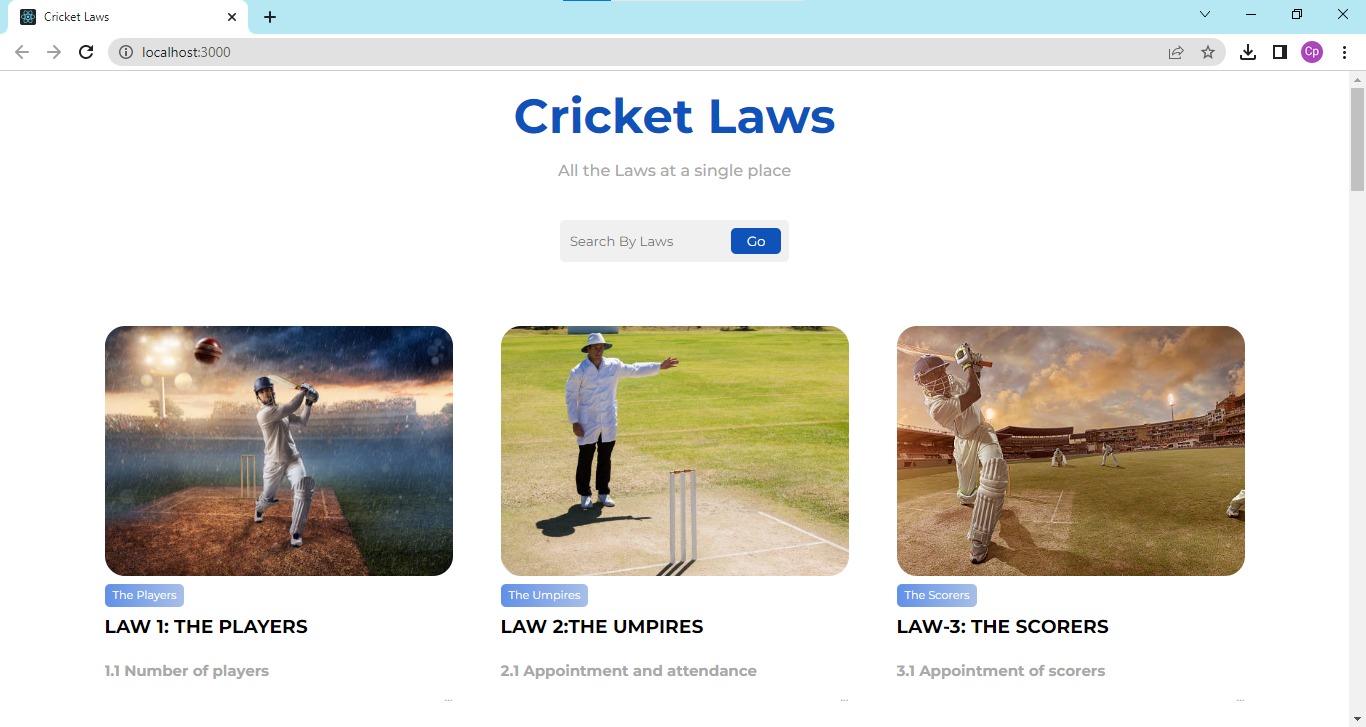 Cricket Laws
localhost:3000
Cp
Cricket Laws
All the Laws at a single place
Search By Laws
Go
The Players
LAW 1: THE PLAYERS
1.1 Number of players
...
The Umpires
LAW 2:THE UMPIRES
2.1 Appointment and attendance
...
The Scorers
LAW-3: THE SCORERS
3.1 Appointment of scorers
...